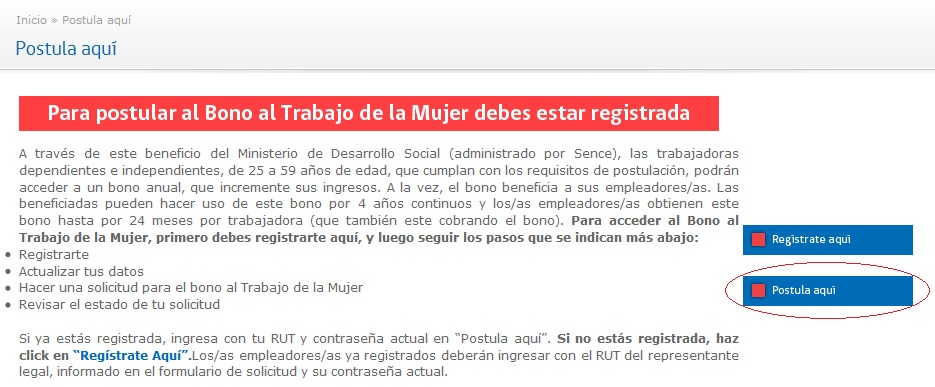 Inicio » Postula aquí
Postula aquí
Para postular al Bono al Trabajo de la Mujer debes estar registrada
A través de este beneficio del Ministerio de Desarrollo Social (administrado por Sence), las trabajadoras
dependientes e independientes, de 25 a 59 años de edad, que cumplan con los requisitos de postulación, podrán
acceder a un bono anual, que incremente sus ingresos. A la vez, el bono beneficia a sus empleadores/as. Las
beneficiadas pueden hacer uso de este bono por 4 años continuos y los/as empleadores/as obtienen este
bono hasta por 24 meses por trabajadora (que también este cobrando el bono). Para acceder al Bono al
Trabajo de la Mujer, primero debes registrarte aquí, y luego seguir los pasos que se indican más abajo:
• Registrarte
• Actualizar tus datos
• Hacer una solicitud para el bono al Trabajo de la Mujer
• Revisar el estado de tu solicitud
Si ya estás registrada, ingresa con tu RUT y contraseña actual en “Postula aquí”. Si no estás registrada, haz
click en “Regístrate Aquí”.Los/as empleadores/as ya registrados deberán ingresar con el RUT del representante
legal, informado en el formulario de solicitud y su contraseña actual.
Regístrate aquí
Postula aquí